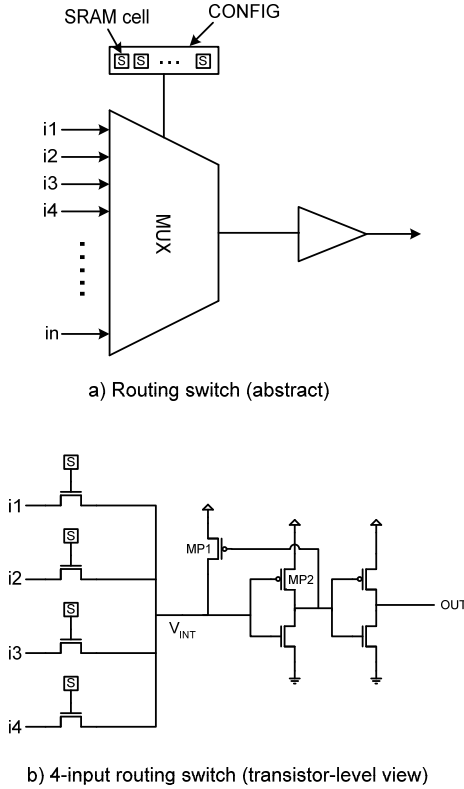 SRAM cell
CONFIG
S S ... S
i1
i2
i3
i4
in
MUX
a) Routing switch (abstract)
S
i1
S
i2
S
i3
S
i4
MP1
MP2
VINT
OUT
b) 4-input routing switch (transistor-level view)